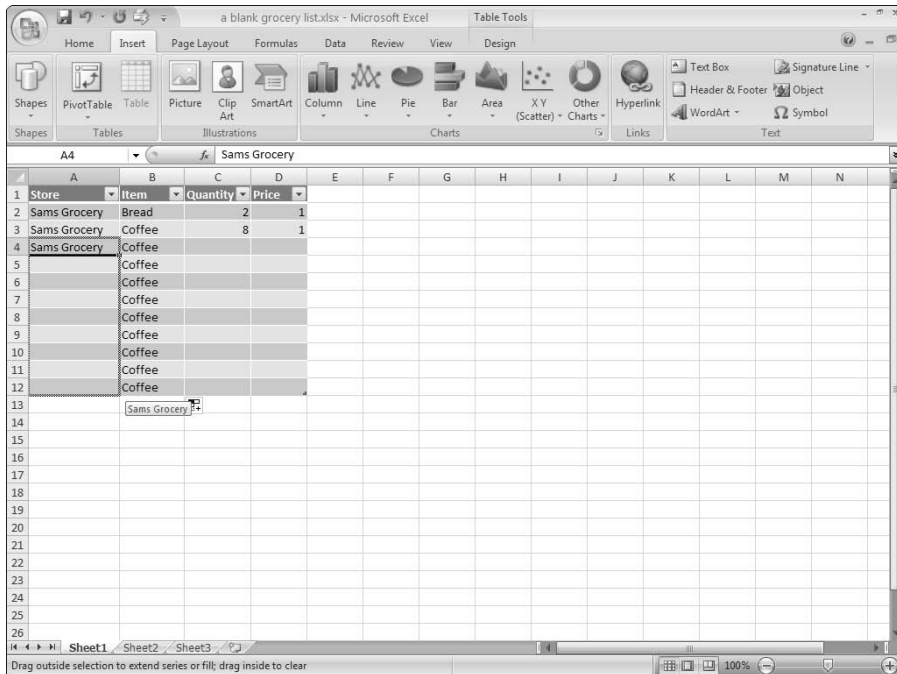 a blank grocery list.xlsx - Microsoft Excel Table Tools
Home Insert Page Layout Formulas Data Review View Design
Shapes PivotTable Table Picture Clip Art SmartArt Column Line Pie Bar Area X Y (Scatter) Other Charts Hyperlink Text Box Header & Footer WordArt Signature Line Object Symbol
Shapes Tables Illustrations Charts Links Text
A4 fx Sams Grocery
A B C D E F G H I J K L M N
1 Store Item Quantity Price
2 Sams Grocery Bread 2 1
3 Sams Grocery Coffee 8 1
4 Sams Grocery Coffee
5 Coffee
6 Coffee
7 Coffee
8 Coffee
9 Coffee
10 Coffee
11 Coffee
12 Coffee
13 Sams Grocery
14
15
16
17
18
19
20
21
22
23
24
25
26
Sheet1 Sheet2 Sheet3
Drag outside selection to extend series or fill; drag inside to clear 100%